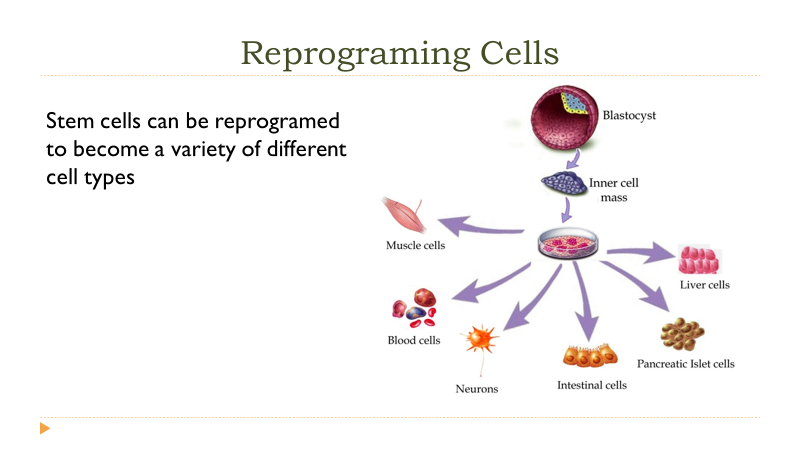 Reprograming Cells
Stem cells can be reprogramed
to become a variety of different
cell types
Blastocyst
Inner cell
mass
Muscle cells
Liver cells
Blood cells
Pancreatic Islet cells
Neurons
Intestinal cells